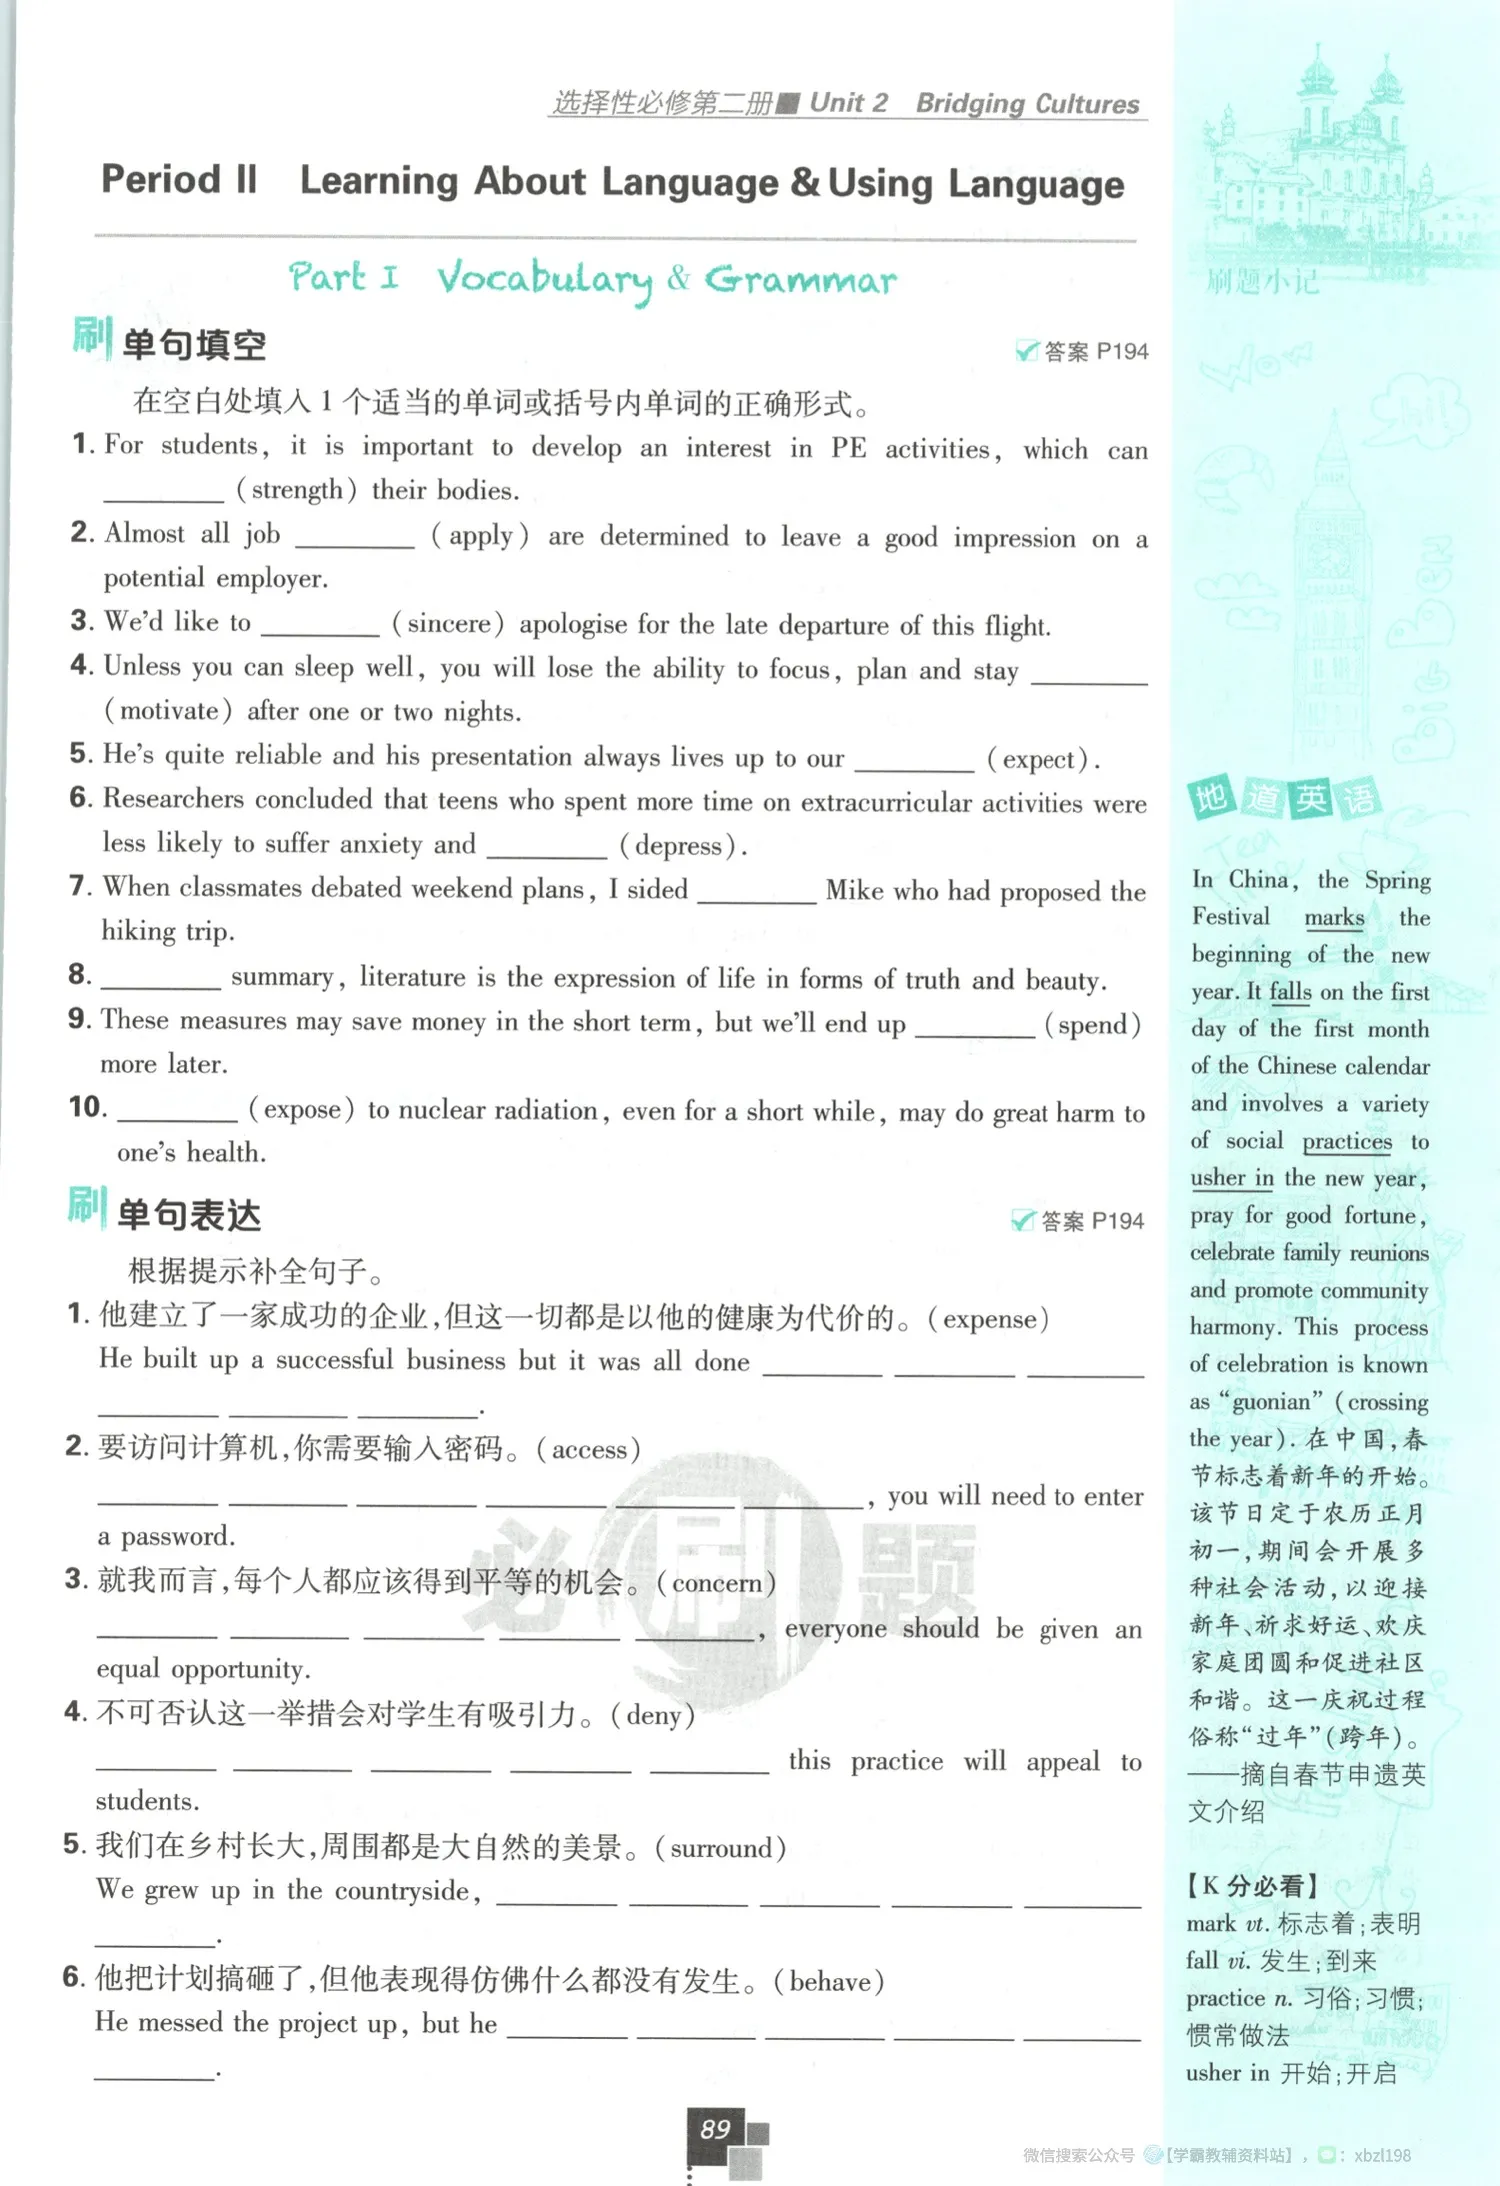 选择性必修第二册 Unit 2 Bridging Cultures
Period II Learning About Language & Using Language
Part I Vocabulary & Grammar
刷 单句填空
答案 P194
在空白处填入 1 个适当的单词或括号内单词的正确形式。
1. For students, it is important to develop an interest in PE activities, which can
________ (strength) their bodies.
2. Almost all job ________ (apply) are determined to leave a good impression on a
potential employer.
3. We'd like to ________ (sincere) apologise for the late departure of this flight.
4. Unless you can sleep well, you will lose the ability to focus, plan and stay ________
(motivate) after one or two nights.
5. He's quite reliable and his presentation always lives up to our ________ (expect).
6. Researchers concluded that teens who spent more time on extracurricular activities were
less likely to suffer anxiety and ________ (depress).
7. When classmates debated weekend plans, I sided ________ Mike who had proposed the
hiking trip.
8. ________ summary, literature is the expression of life in forms of truth and beauty.
9. These measures may save money in the short term, but we'll end up ________ (spend)
more later.
10. ________ (expose) to nuclear radiation, even for a short while, may do great harm to
one's health.
刷 单句表达
答案 P194
根据提示补全句子。
1. 他建立了一家成功的企业,但这一切都是以他的健康为代价的。(expense)
He built up a successful business but it was all done ________ ________ ________
________ ________ ________.
2. 要访问计算机,你需要输入密码。(access)
________ ________ ________ ________ ________ ________, you will need to enter
a password.
3. 就我而言,每个人都应该得到平等的机会。(concern)
________ ________ ________ ________ ________, everyone should be given an
equal opportunity.
4. 不可否认这一举措会对学生有吸引力。(deny)
________ ________ ________ ________ ________ this practice will appeal to
students.
5. 我们在乡村长大,周围都是大自然的美景。(surround)
We grew up in the countryside, ________ ________ ________ ________ ________
________.
6. 他把计划搞砸了,但他表现得仿佛什么都没有发生。(behave)
He messed the project up, but he ________ ________ ________ ________ ________
________.
必刷题
89
刷题小记
Wow
Hi
Big Ben
地道英语
In China, the Spring
Festival marks the
beginning of the new
year. It falls on the first
day of the first month
of the Chinese calendar
and involves a variety
of social practices to
usher in the new year,
pray for good fortune,
celebrate family reunions
and promote community
harmony. This process
of celebration is known
as "guonian" (crossing
the year). 在中国,春
节标志着新年的开始。
该节日定于农历正月
初一,期间会开展多
种社会活动,以迎接
新年、祈求好运、欢庆
家庭团圆和促进社区
和谐。这一庆祝过程
俗称“过年”(跨年)。
——摘自春节申遗英
文介绍
【K 分必看】
mark vt. 标志着;表明
fall vi. 发生;到来
practice n. 习俗;习惯;
惯常做法
usher in 开始;开启
微信搜索公众号【学霸教辅资料站】,: xbzl198